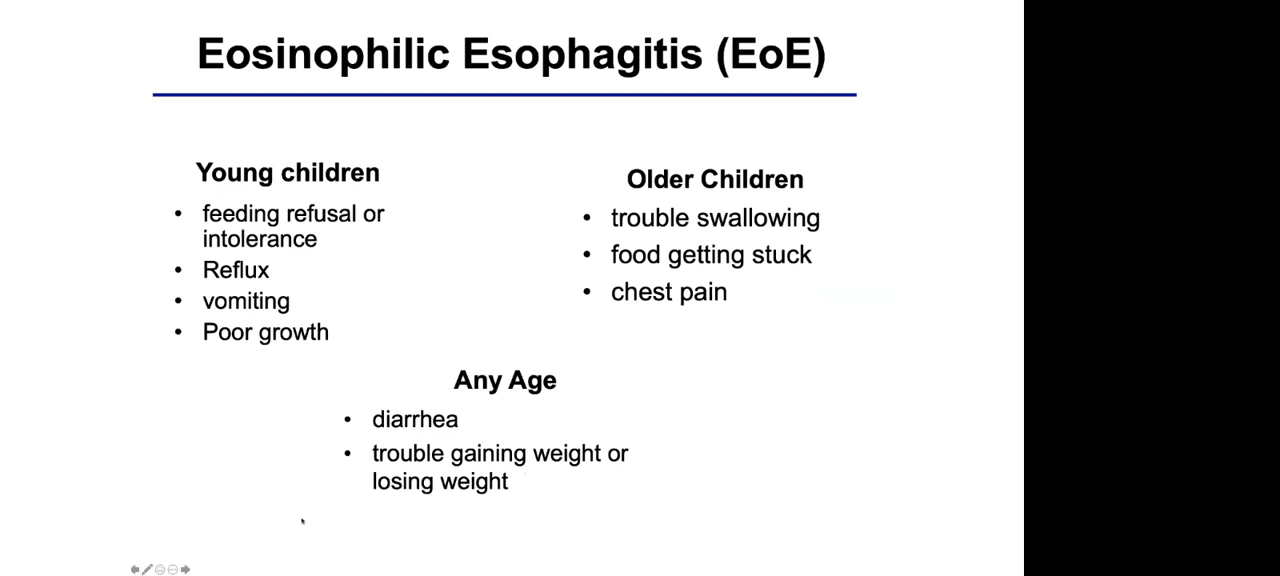 Eosinophilic Esophagitis (EoE)
Young children
• feeding refusal or
intolerance
• Reflux
• vomiting
• Poor growth
Older Children
• trouble swallowing
• food getting stuck
• chest pain
Any Age
• diarrhea
• trouble gaining weight or
losing weight